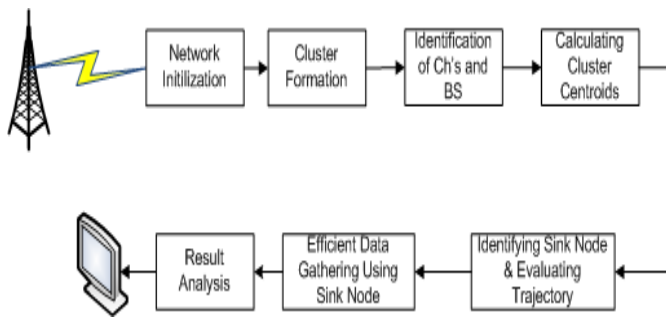 Network
Initilization
Cluster
Formation
Identification
of Ch's and
BS
Calculating
Cluster
Centroids
Identifying Sink Node
& Evaluating
Trajectory
Efficient Data
Gathering Using
Sink Node
Result
Analysis